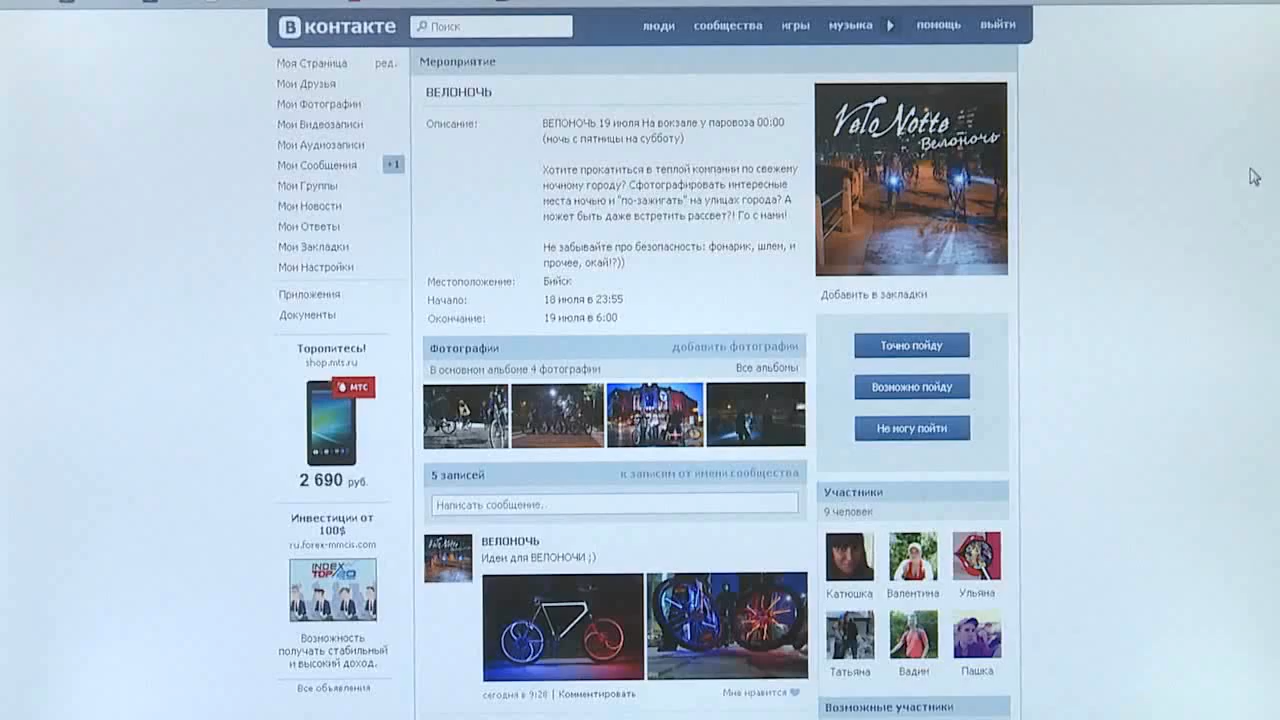 В контакте
Поиск
люди сообщества игры музыка помощь выйти
Моя Страница ред.
Мои Друзья
Мои Фотографии
Мои Видеозаписи
Мои Аудиозаписи
Мои Сообщения +1
Мои Группы
Мои Новости
Мои Ответы
Мои Закладки
Мои Настройки
Приложения
Документы
Торопитесь!
shop.mts.ru
МТС
2 690 руб.
Инвестиции от
100$
ru.forex-mmcis.com
INDEX
TOP/20
Возможность
получать стабильный
и высокий доход.
Все объявления
Мероприятие
ВЕЛОНОЧЬ
Описание: ВЕЛОНОЧЬ 19 июля На вокзале у паровоза 00:00
(ночь с пятницы на субботу)
Хотите прокатиться в теплой компании по свежему
ночному городу? Сфотографировать интересные
места ночью и "по-зажигать" на улицах города? А
может быть даже встретить рассвет?! Го с нами!
Не забывайте про безопасность: фонарик, шлем, и
прочее, окай!?))
Местоположение: Бийск
Начало: 18 июля в 23:55
Окончание: 19 июля в 6:00
Фотографии добавить фотографии
В основном альбоме 4 фотографии Все альбомы
5 записей к записям от имени сообщества
Написать сообщение..
ВЕЛОНОЧЬ
Идеи для ВЕЛОНОЧИ ;)
сегодня в 9:28 | Комментировать Мне нравится
Velo Notte
Велоночь
Добавить в закладки
Точно пойду
Возможно пойду
Не могу пойти
Участники
9 человек
Катюшка Валентина Ульяна
Татьяна Вадим Пашка
Возможные участники